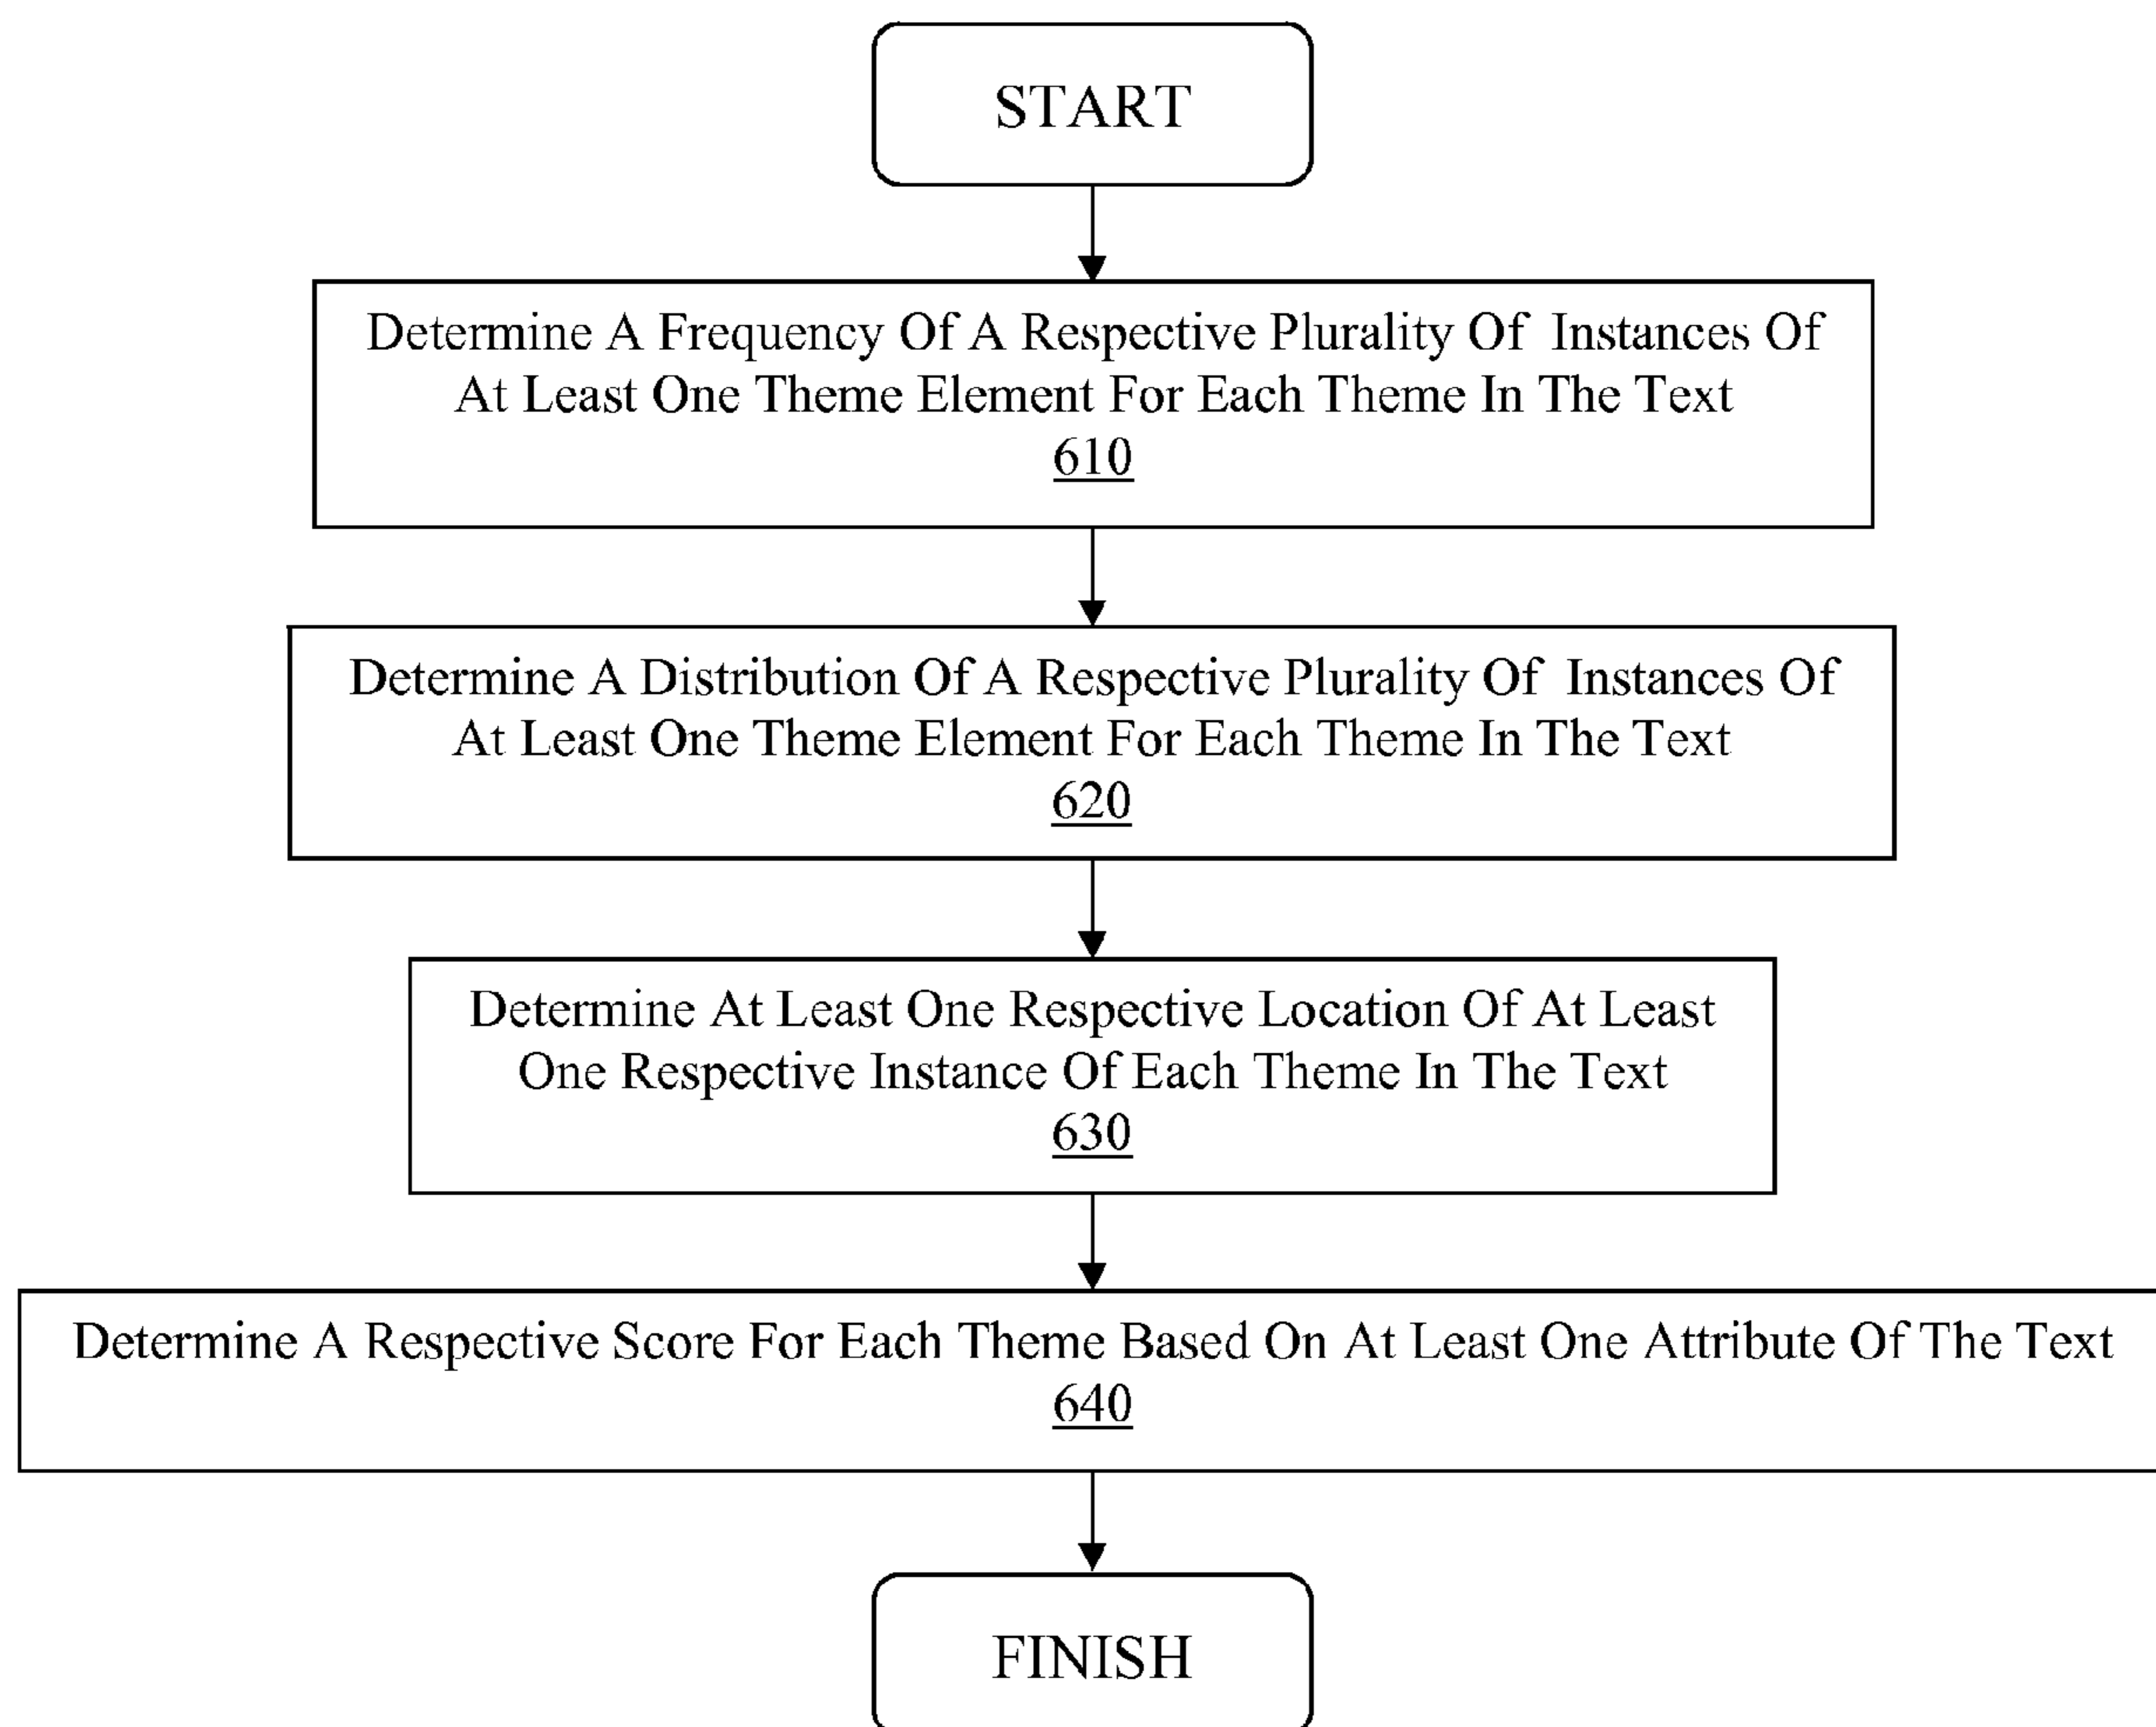 START
Determine A Frequency Of A Respective Plurality Of Instances Of
At Least One Theme Element For Each Theme In The Text
610
Determine A Distribution Of A Respective Plurality Of Instances Of
At Least One Theme Element For Each Theme In The Text
620
Determine At Least One Respective Location Of At Least
One Respective Instance Of Each Theme In The Text
630
Determine A Respective Score For Each Theme Based On At Least One Attribute Of The Text
640
FINISH